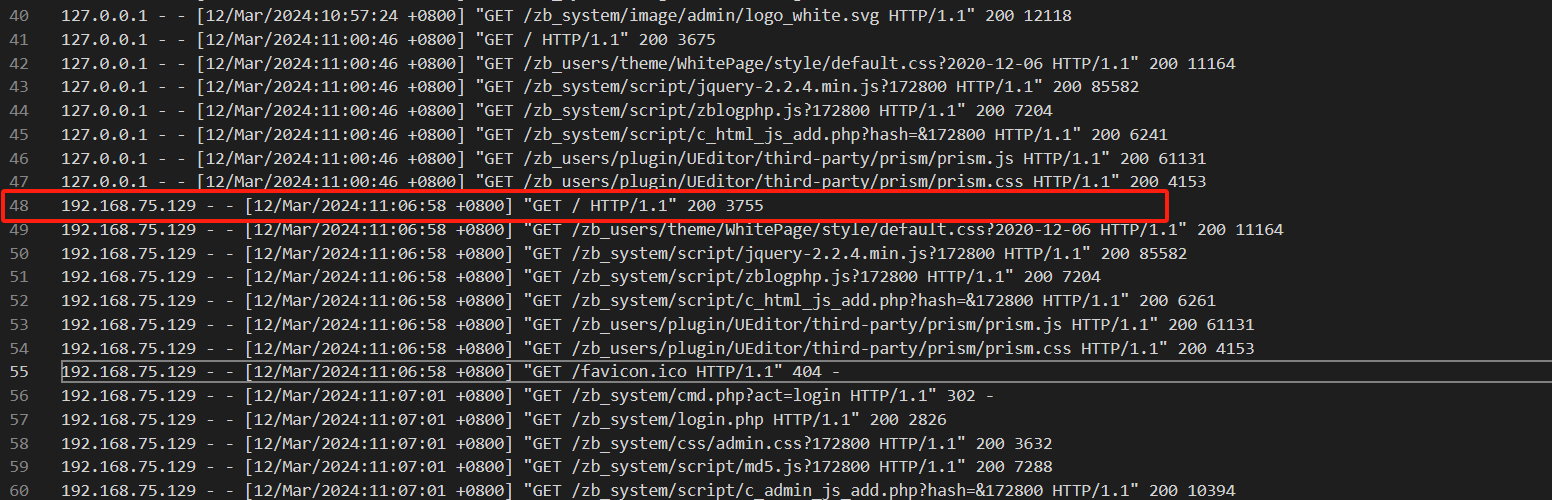 40 127.0.0.1 - - [12/Mar/2024:10:57:24 +0800] "GET /zb_system/image/admin/logo_white.svg HTTP/1.1" 200 12118
41 127.0.0.1 - - [12/Mar/2024:11:00:46 +0800] "GET / HTTP/1.1" 200 3675
42 127.0.0.1 - - [12/Mar/2024:11:00:46 +0800] "GET /zb_users/theme/WhitePage/style/default.css?2020-12-06 HTTP/1.1" 200 11164
43 127.0.0.1 - - [12/Mar/2024:11:00:46 +0800] "GET /zb_system/script/jquery-2.2.4.min.js?172800 HTTP/1.1" 200 85582
44 127.0.0.1 - - [12/Mar/2024:11:00:46 +0800] "GET /zb_system/script/zblogphp.js?172800 HTTP/1.1" 200 7204
45 127.0.0.1 - - [12/Mar/2024:11:00:46 +0800] "GET /zb_system/script/c_html_js_add.php?hash=&172800 HTTP/1.1" 200 6241
46 127.0.0.1 - - [12/Mar/2024:11:00:46 +0800] "GET /zb_users/plugin/UEditor/third-party/prism/prism.js HTTP/1.1" 200 61131
47 127.0.0.1 - - [12/Mar/2024:11:00:46 +0800] "GET /zb_users/plugin/UEditor/third-party/prism/prism.css HTTP/1.1" 200 4153
48 192.168.75.129 - - [12/Mar/2024:11:06:58 +0800] "GET / HTTP/1.1" 200 3755
49 192.168.75.129 - - [12/Mar/2024:11:06:58 +0800] "GET /zb_users/theme/WhitePage/style/default.css?2020-12-06 HTTP/1.1" 200 11164
50 192.168.75.129 - - [12/Mar/2024:11:06:58 +0800] "GET /zb_system/script/jquery-2.2.4.min.js?172800 HTTP/1.1" 200 85582
51 192.168.75.129 - - [12/Mar/2024:11:06:58 +0800] "GET /zb_system/script/zblogphp.js?172800 HTTP/1.1" 200 7204
52 192.168.75.129 - - [12/Mar/2024:11:06:58 +0800] "GET /zb_system/script/c_html_js_add.php?hash=&172800 HTTP/1.1" 200 6261
53 192.168.75.129 - - [12/Mar/2024:11:06:58 +0800] "GET /zb_users/plugin/UEditor/third-party/prism/prism.js HTTP/1.1" 200 61131
54 192.168.75.129 - - [12/Mar/2024:11:06:58 +0800] "GET /zb_users/plugin/UEditor/third-party/prism/prism.css HTTP/1.1" 200 4153
55 192.168.75.129 - - [12/Mar/2024:11:06:58 +0800] "GET /favicon.ico HTTP/1.1" 404 -
56 192.168.75.129 - - [12/Mar/2024:11:07:01 +0800] "GET /zb_system/cmd.php?act=login HTTP/1.1" 302 -
57 192.168.75.129 - - [12/Mar/2024:11:07:01 +0800] "GET /zb_system/login.php HTTP/1.1" 200 2826
58 192.168.75.129 - - [12/Mar/2024:11:07:01 +0800] "GET /zb_system/css/admin.css?172800 HTTP/1.1" 200 3632
59 192.168.75.129 - - [12/Mar/2024:11:07:01 +0800] "GET /zb_system/script/md5.js?172800 HTTP/1.1" 200 7288
60 192.168.75.129 - - [12/Mar/2024:11:07:01 +0800] "GET /zb_system/script/c_admin_js_add.php?hash=&172800 HTTP/1.1" 200 10394